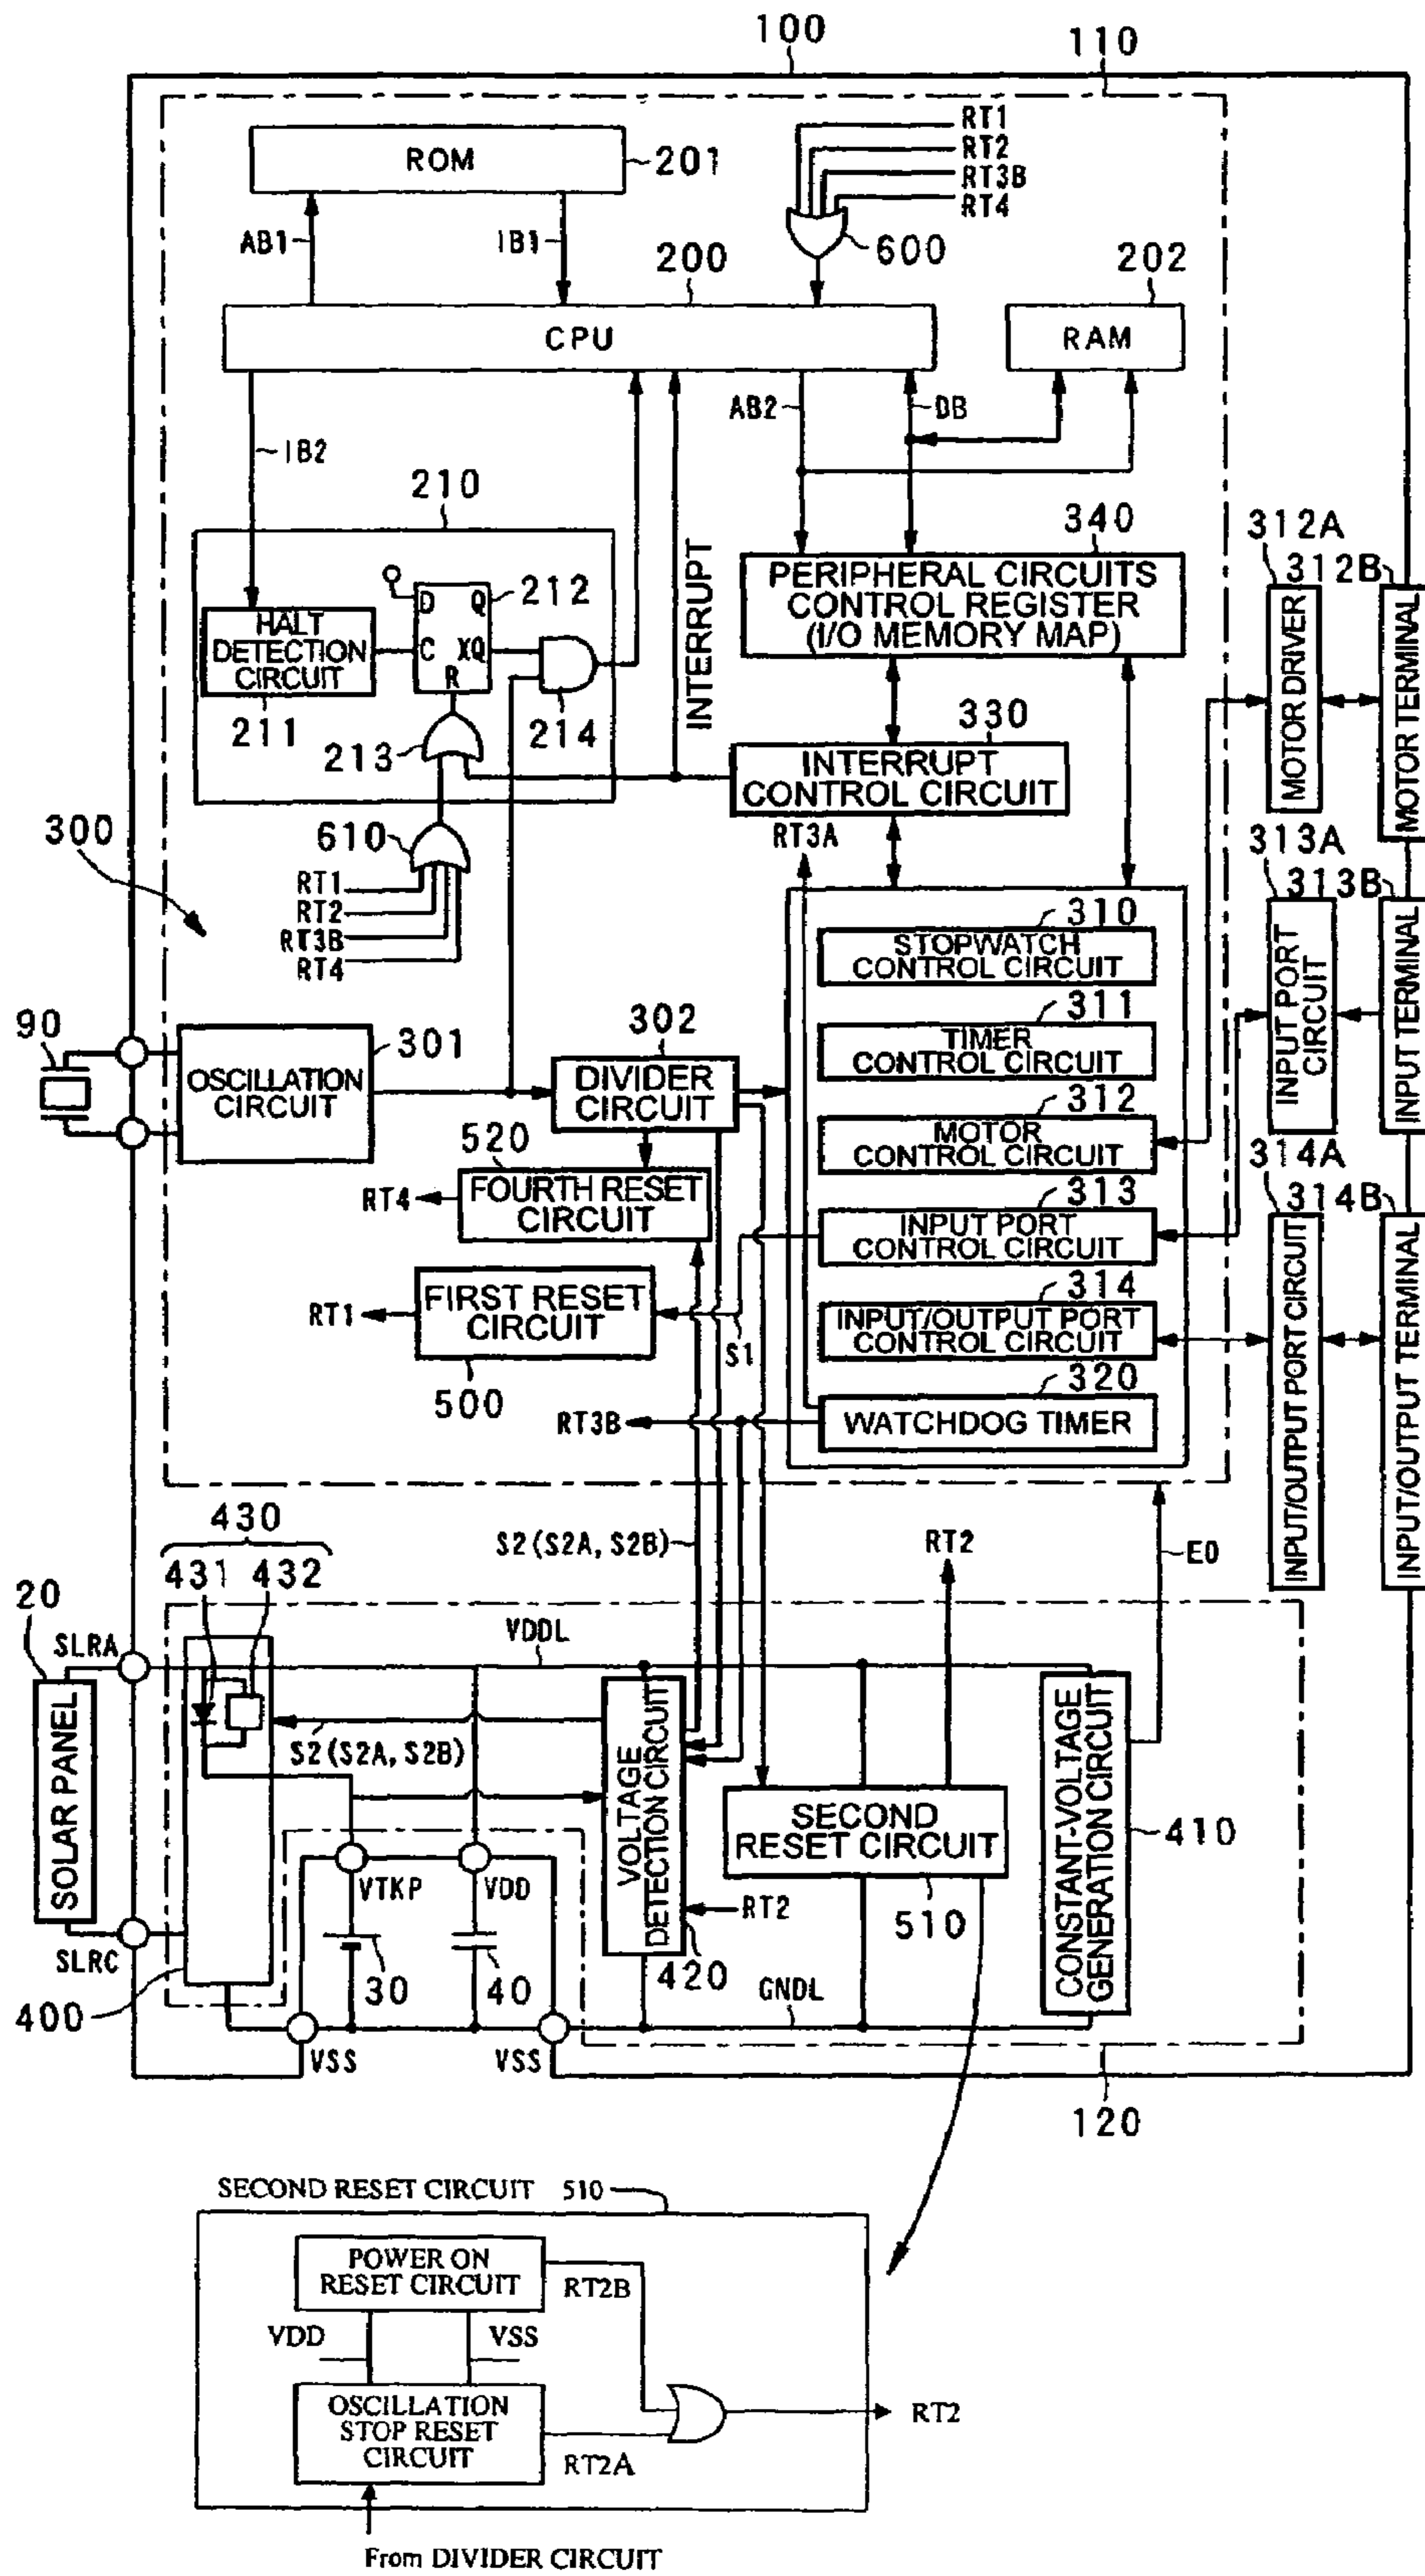 100
110
ROM
201
RT1
RT2
RT3B
RT4
AB1
IB1
600
200
202
CPU
RAM
AB2
DB
IB2
210
340
312A
312B
PERIPHERAL CIRCUITS
CONTROL REGISTER
(I/O MEMORY MAP)
INTERRUPT
D
Q
212
C
XQ
R
HALT
DETECTION
CIRCUIT
211
213
214
MOTOR DRIVER
MOTOR TERMINAL
330
INTERRUPT
CONTROL CIRCUIT
300
610
RT3A
313A
313B
RT1
RT2
RT3B
RT4
310
STOPWATCH
CONTROL CIRCUIT
INPUT PORT
CIRCUIT
INPUT TERMINAL
90
301
302
311
OSCILLATION
CIRCUIT
DIVIDER
CIRCUIT
TIMER
CONTROL CIRCUIT
312
MOTOR
CONTROL CIRCUIT
314A
314B
520
RT4
FOURTH RESET
CIRCUIT
313
INPUT PORT
CONTROL CIRCUIT
RT1
FIRST RESET
CIRCUIT
S1
314
INPUT/OUTPUT PORT
CONTROL CIRCUIT
INPUT/OUTPUT PORT CIRCUIT
INPUT/OUTPUT TERMINAL
500
320
RT3B
WATCHDOG TIMER
430
431
432
S2(S2A, S2B)
RT2
E0
20
SLRA
VDDL
SOLAR PANEL
S2(S2A, S2B)
VOLTAGE
DETECTION CIRCUIT
SECOND
RESET CIRCUIT
CONSTANT-VOLTAGE
GENERATION CIRCUIT
410
VTKP
VDD
RT2
510
SLRC
30
40
420
400
GNDL
VSS
VSS
120
SECOND RESET CIRCUIT 510
POWER ON
RESET CIRCUIT
RT2B
VDD
VSS
OSCILLATION
STOP RESET
CIRCUIT
RT2
RT2A
From DIVIDER CIRCUIT